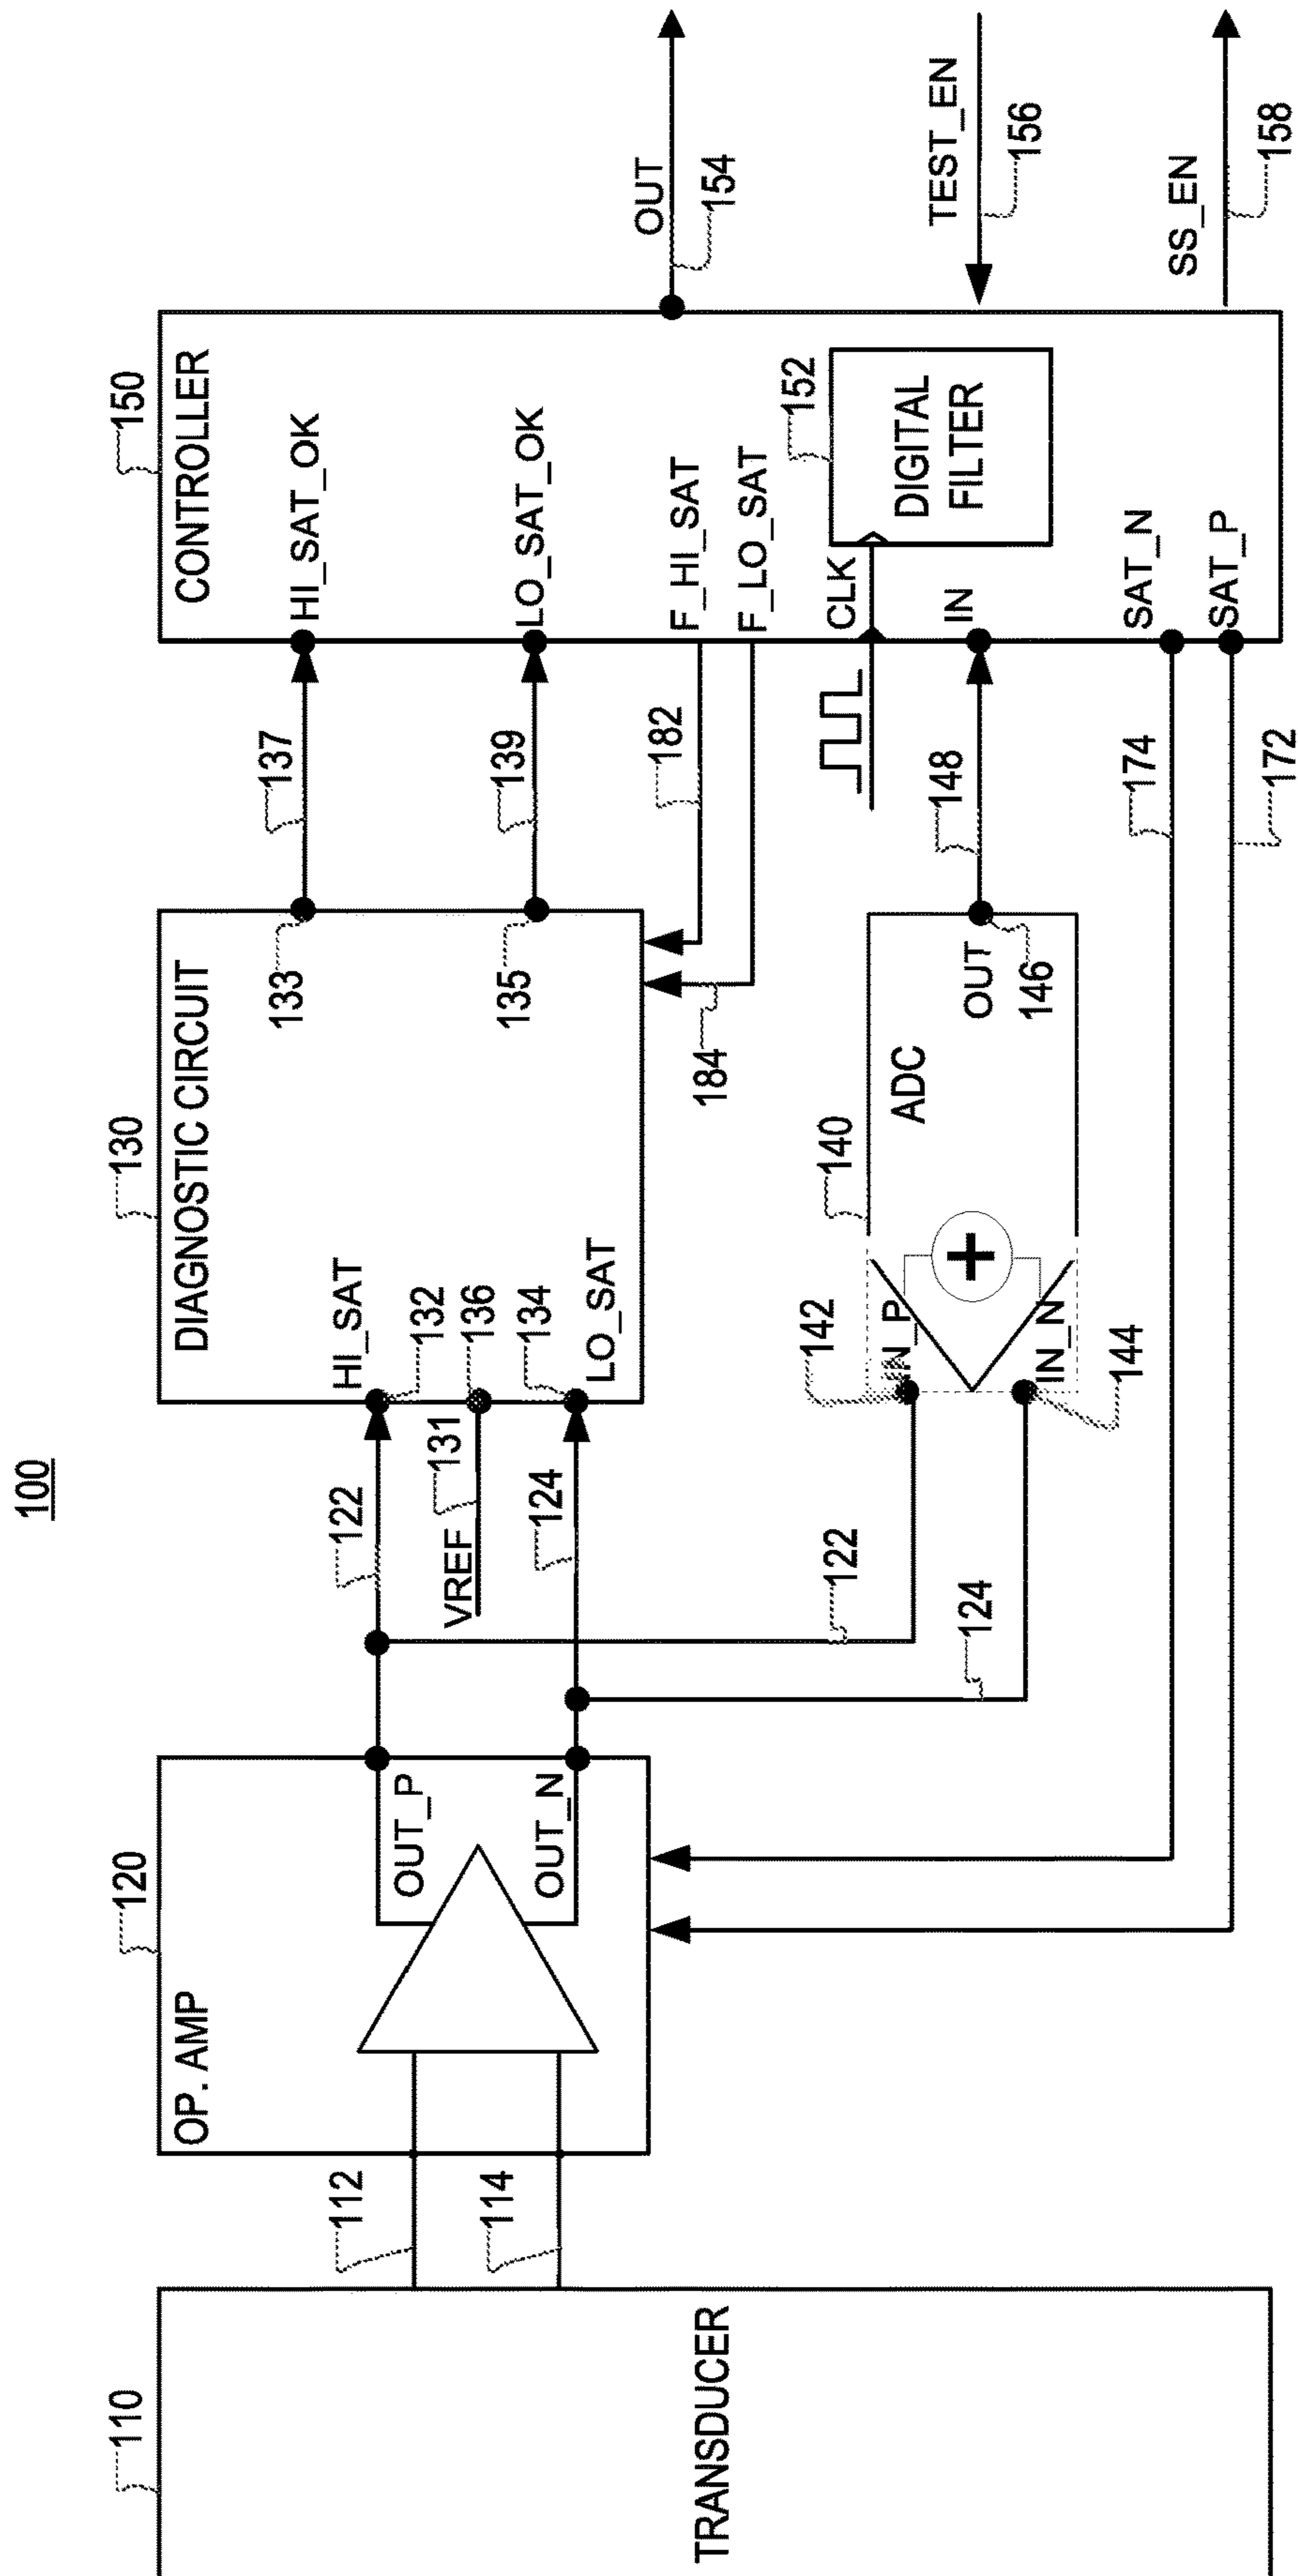 100
110
TRANSDUCER
112
114
120
OP. AMP
OUT_P
OUT_N
122
VREF
131
124
122
124
130
DIAGNOSTIC CIRCUIT
HI_SAT
132
136
134
LO_SAT
133
135
137
139
184
182
142
IN_P
144
IN_N
140
ADC
+
OUT
146
148
174
172
150
CONTROLLER
HI_SAT_OK
LO_SAT_OK
F_HI_SAT
F_LO_SAT
CLK
IN
152
DIGITAL
FILTER
SAT_N
SAT_P
OUT
154
TEST_EN
156
SS_EN
158